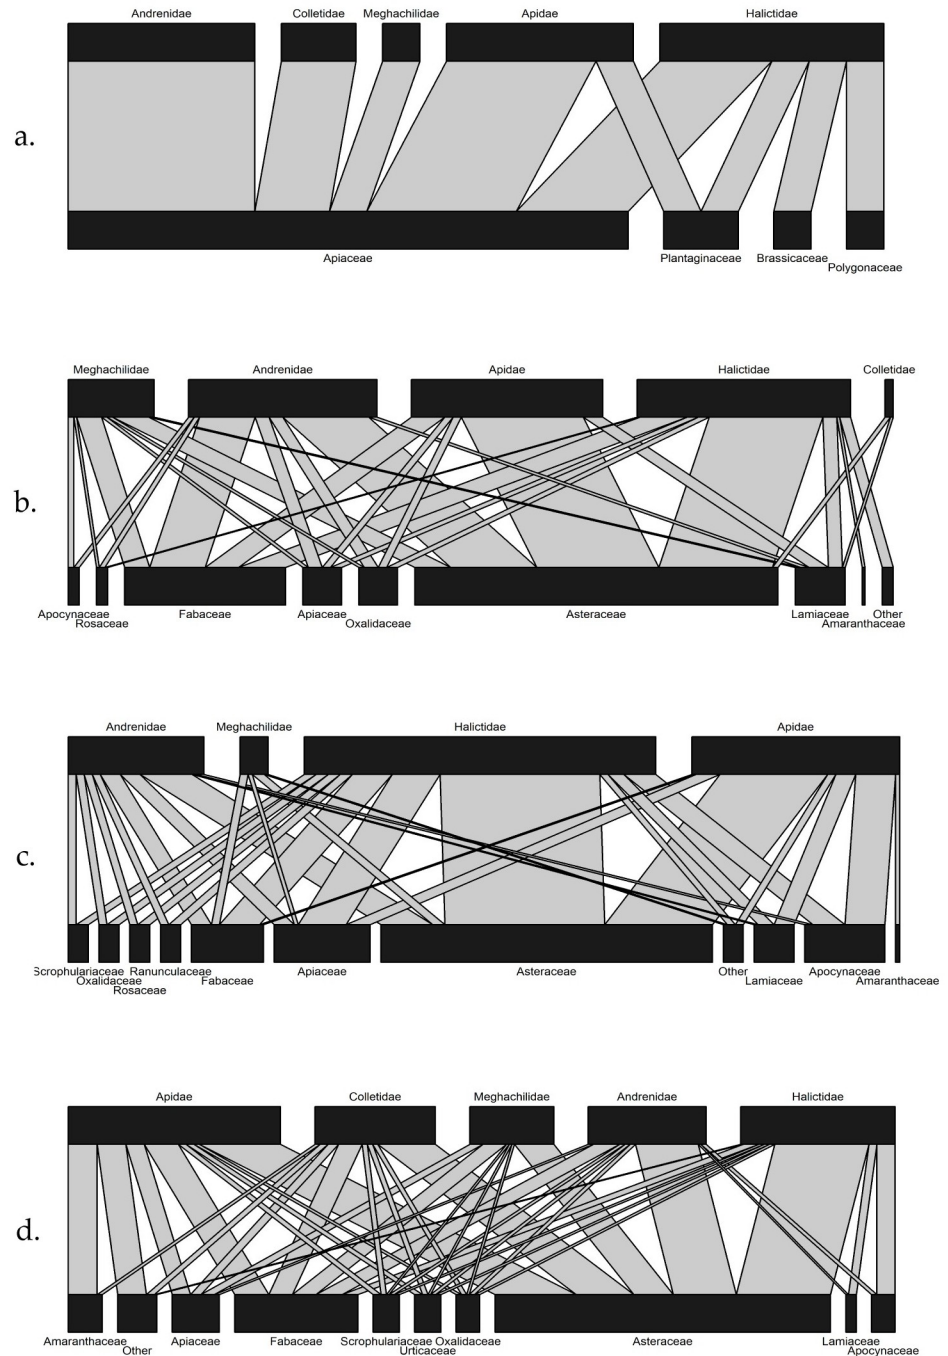 Andrenidae Colletidae Meghachilidae Apidae Halictidae
a.
Apiaceae Plantaginaceae Brassicaceae
Polygonaceae
Meghachilidae Andrenidae Apidae Halictidae Colletidae
b.
Apocynaceae Fabaceae Apiaceae Asteraceae Lamiaceae Other
Rosaceae Oxalidaceae Amaranthaceae
Andrenidae Meghachilidae Halictidae Apidae
c.
Scrophulariaceae Ranunculaceae Apiaceae Asteraceae Other Apocynaceae
Oxalidaceae Fabaceae Lamiaceae Amaranthaceae
Rosaceae
Apidae Colletidae Meghachilidae Andrenidae Halictidae
d.
Amaranthaceae Apiaceae Fabaceae Scrophulariaceae Oxalidaceae Asteraceae Lamiaceae
Other Urticaceae Apocynaceae